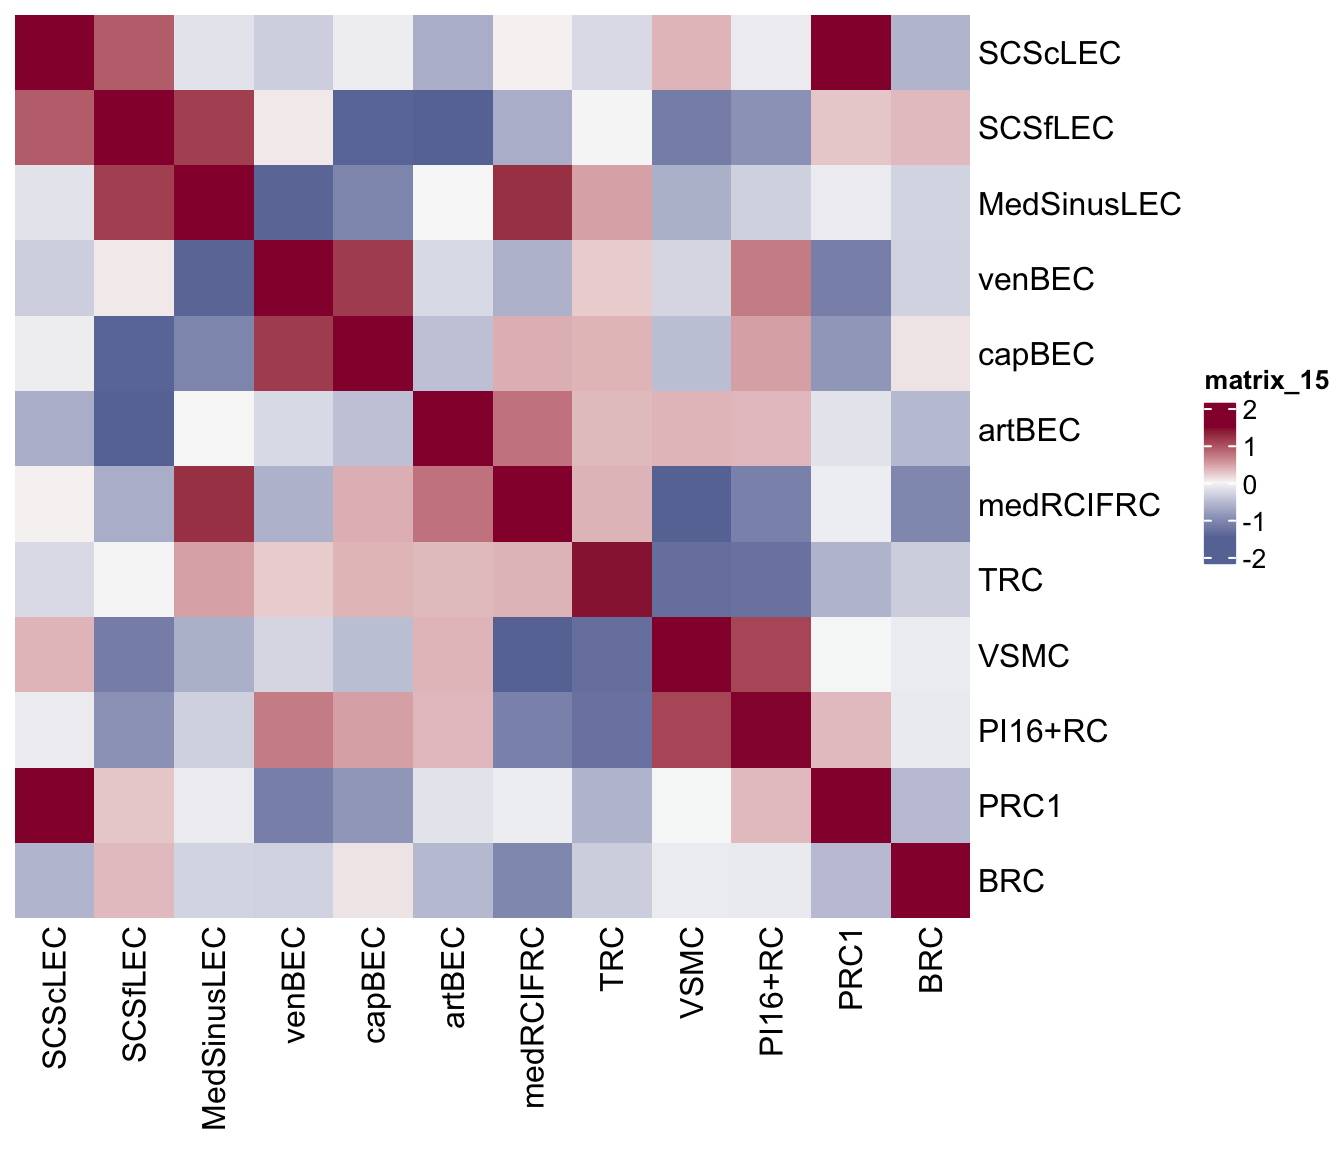 SCScLEC
SCSfLEC
MedSinusLEC
venBEC
capBEC
artBEC
medRCIFRC
TRC
VSMC
PI16+RC
PRC1
BRC
matrix_15
2
1
0
-1
-2
SCScLEC
SCSfLEC
MedSinusLEC
venBEC
capBEC
artBEC
medRCIFRC
TRC
VSMC
PI16+RC
PRC1
BRC